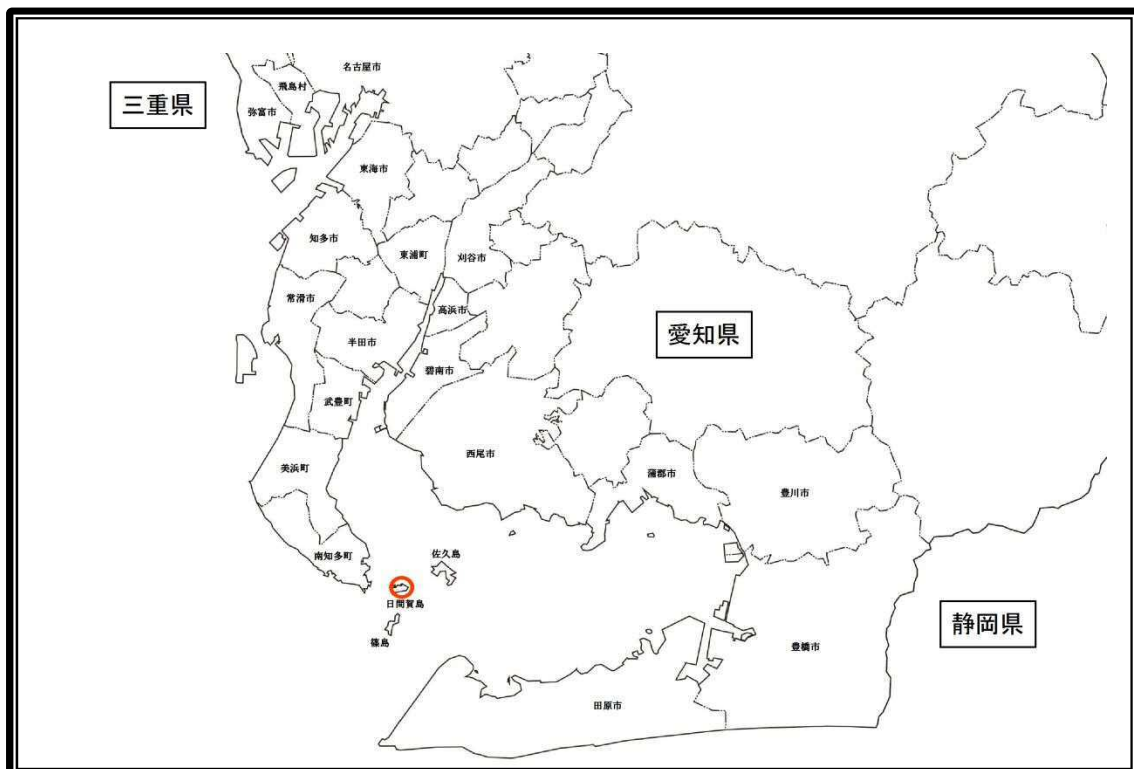 名古屋市
飛島村
三重県
弥富市
東海市
知多市
東浦町
刈谷市
常滑市
高浜市
愛知県
半田市
碧南市
武豊町
西尾市
美浜町
蒲郡市
豊川市
南知多町
佐久島
日間賀島
静岡県
篠島
豊橋市
田原市